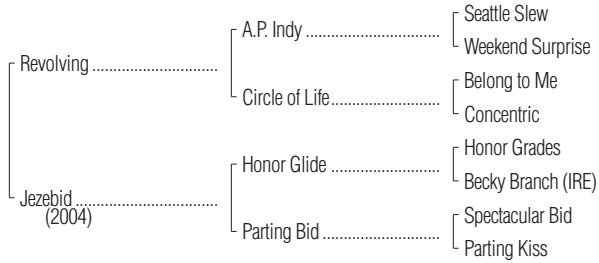 Seattle Slew
A.P. Indy ..............................
Weekend Surprise
Revolving ............................
Belong to Me
Circle of Life.........................
Concentric
Honor Grades
Honor Glide .........................
Becky Branch (IRE)
Jezebid ................................
(2004)
Spectacular Bid
Parting Bid ...........................
Parting Kiss